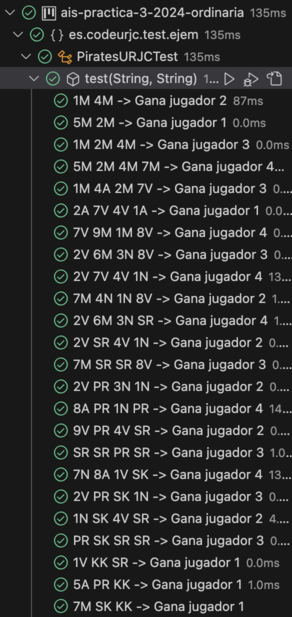 ais-practica-3-2024-ordinaria 135ms
{ } es.codeurjc.test.ejem 135ms
PiratesURJCTest 135ms
test(String, String) 1...
1M 4M -> Gana jugador 2 87ms
5M 2M -> Gana jugador 1 0.0ms
1M 2M 4M -> Gana jugador 3 0.0ms
5M 2M 4M 7M -> Gana jugador 4...
1M 4A 2M 7V -> Gana jugador 3 0....
2A 7V 4V 1A -> Gana jugador 1 0.0...
7V 9M 1M 8V -> Gana jugador 4 0....
2V 6M 3N 8V -> Gana jugador 3 0....
2V 7V 4V 1N -> Gana jugador 4 13...
7M 4N 1N 8V -> Gana jugador 2 1....
2V 6M 3N SR -> Gana jugador 4 1....
2V SR 4V 1N -> Gana jugador 2 0...
7M SR SR 8V -> Gana jugador 3 0...
2V PR 3N 1N -> Gana jugador 2 0...
8A PR 1N PR -> Gana jugador 4 14...
9V PR 4V SR -> Gana jugador 2 0...
SR SR PR SR -> Gana jugador 3 1.0...
7N 8A 1V SK -> Gana jugador 4 13...
2V PR SK 1N -> Gana jugador 3 0...
1N SK 4V SR -> Gana jugador 2 4...
PR SK SR SR -> Gana jugador 3 0...
1V KK SR -> Gana jugador 1 0.0ms
5A PR KK -> Gana jugador 1 1.0ms
7M SK KK -> Gana jugador 1